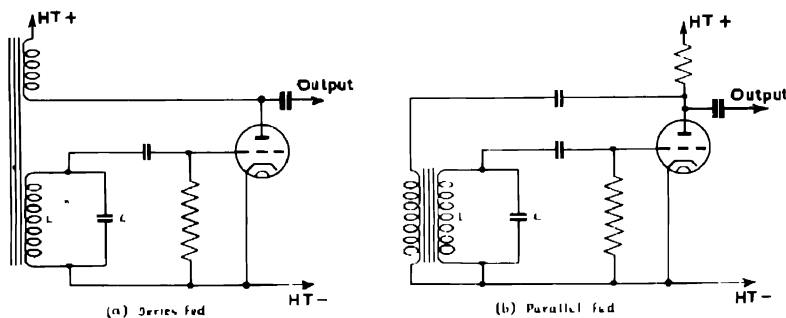 HT+
Output
L
HT-
(a) Series fed
HT+
Output
L
HT-
(b) Parallel fed